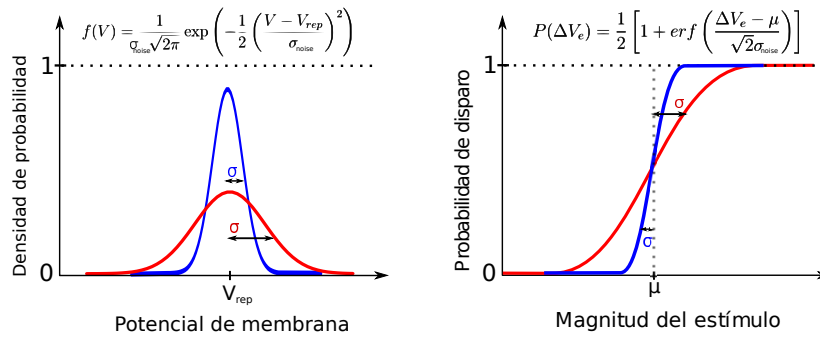 f(V) = 1/(σnoise√2π) exp(−1/2((V − Vrep)/σnoise)²)
1
Densidad de probabilidad
σ
σ
0
Vrep
Potencial de membrana
P(ΔVe) = 1/2[1 + erf((ΔVe − μ)/(√2σnoise))]
1
Probabilidad de disparo
σ
σ
0
μ
Magnitud del estímulo